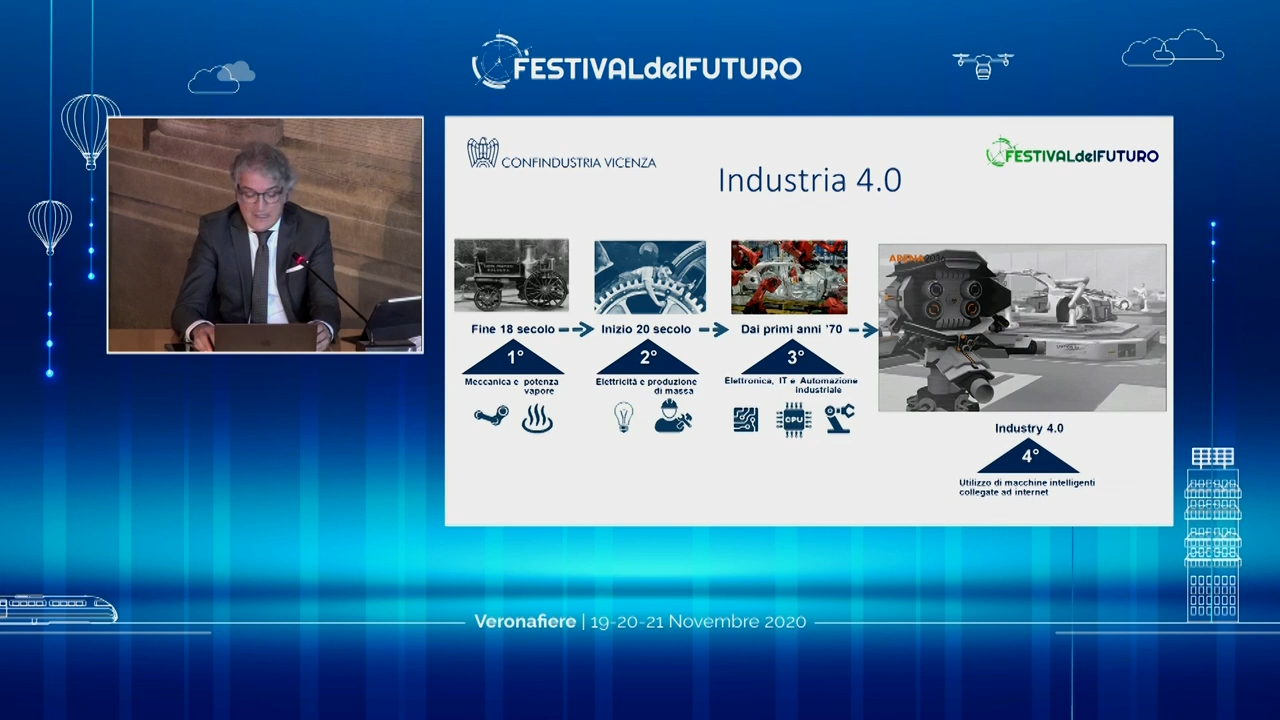 FESTIVALdelFUTURO
CONFINDUSTRIA VICENZA
FESTIVALdelFUTURO
Industria 4.0
Fine 18 secolo
Inizio 20 secolo
Dai primi anni '70
1°
2°
3°
Meccanica e potenza
vapore
Elettricità e produzione
di massa
Elettronica, IT e Automazione
industriale
CPU
Industry 4.0
4°
Utilizzo di macchine intelligenti
collegate ad internet
Veronafiere | 19-20-21 Novembre 2020